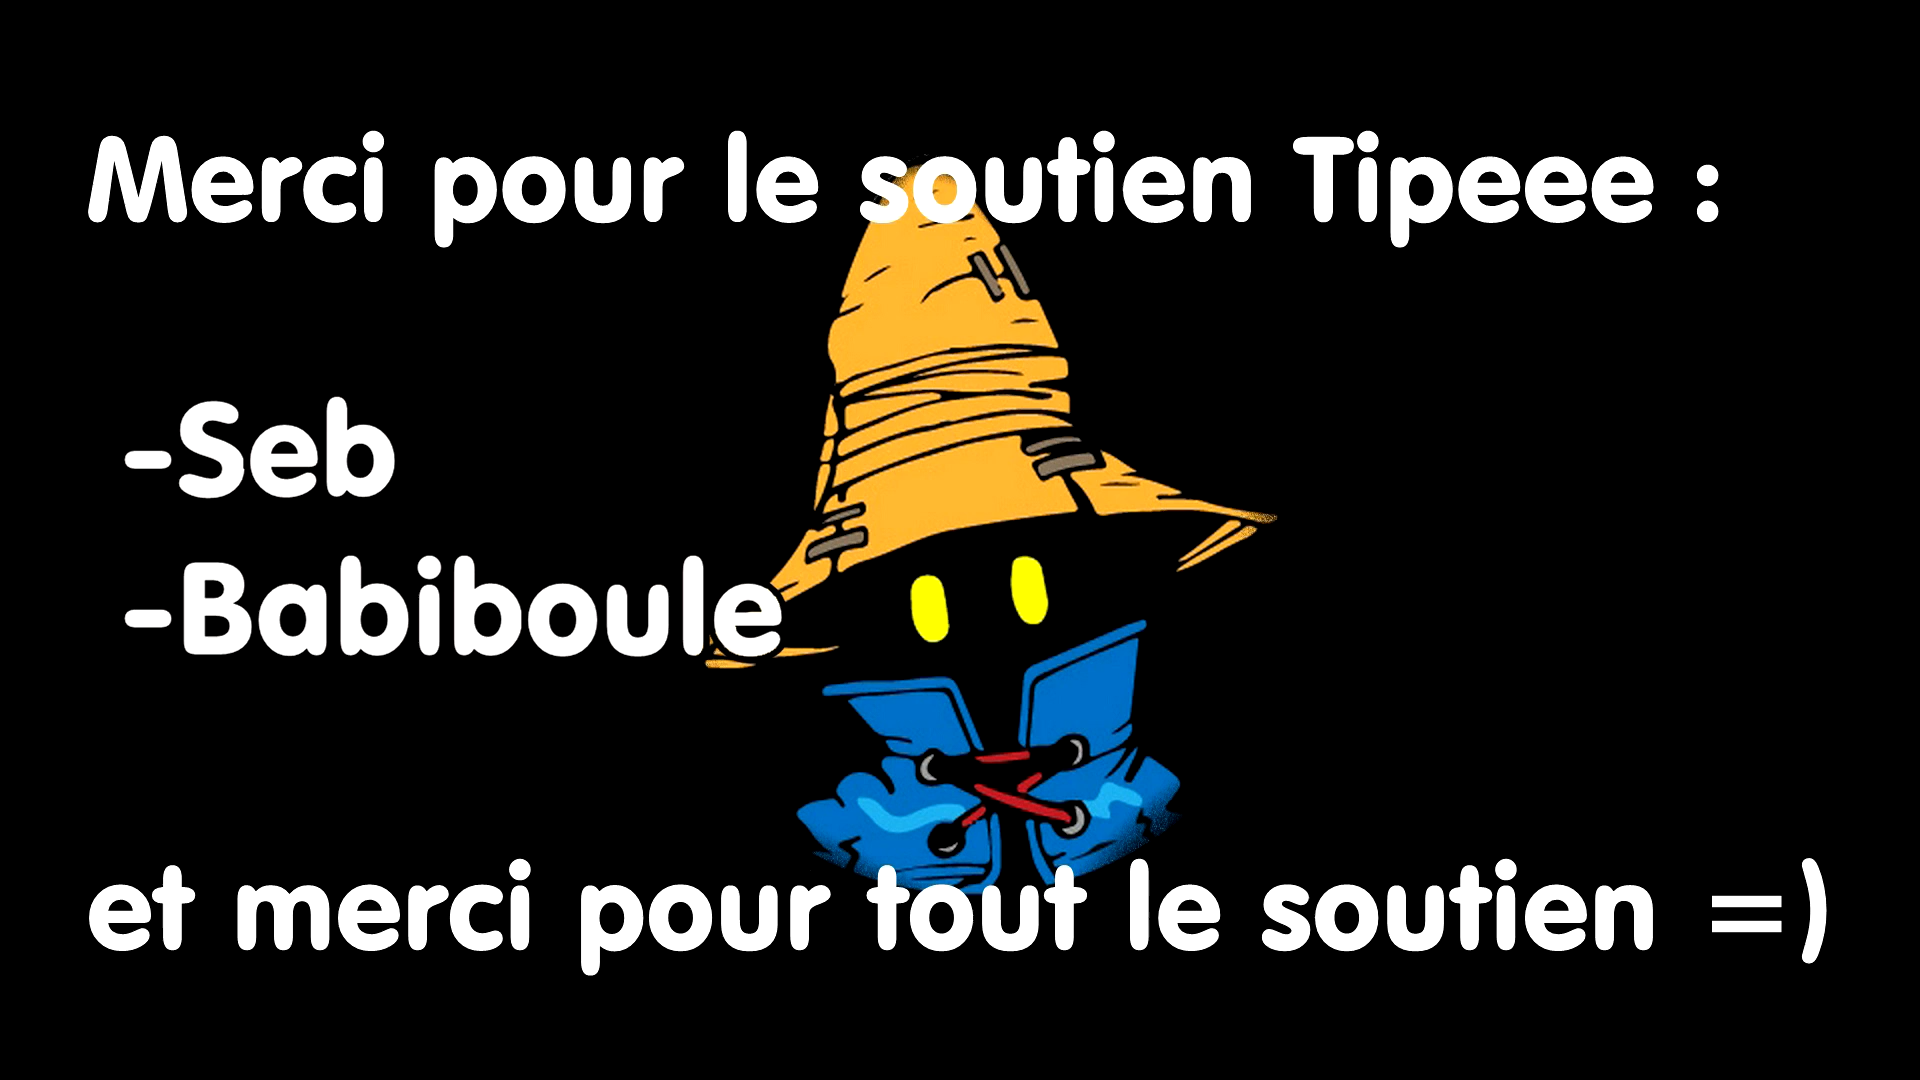 Merci pour le soutien Tipeee :
-Seb
-Babiboule
et merci pour tout le soutien =)